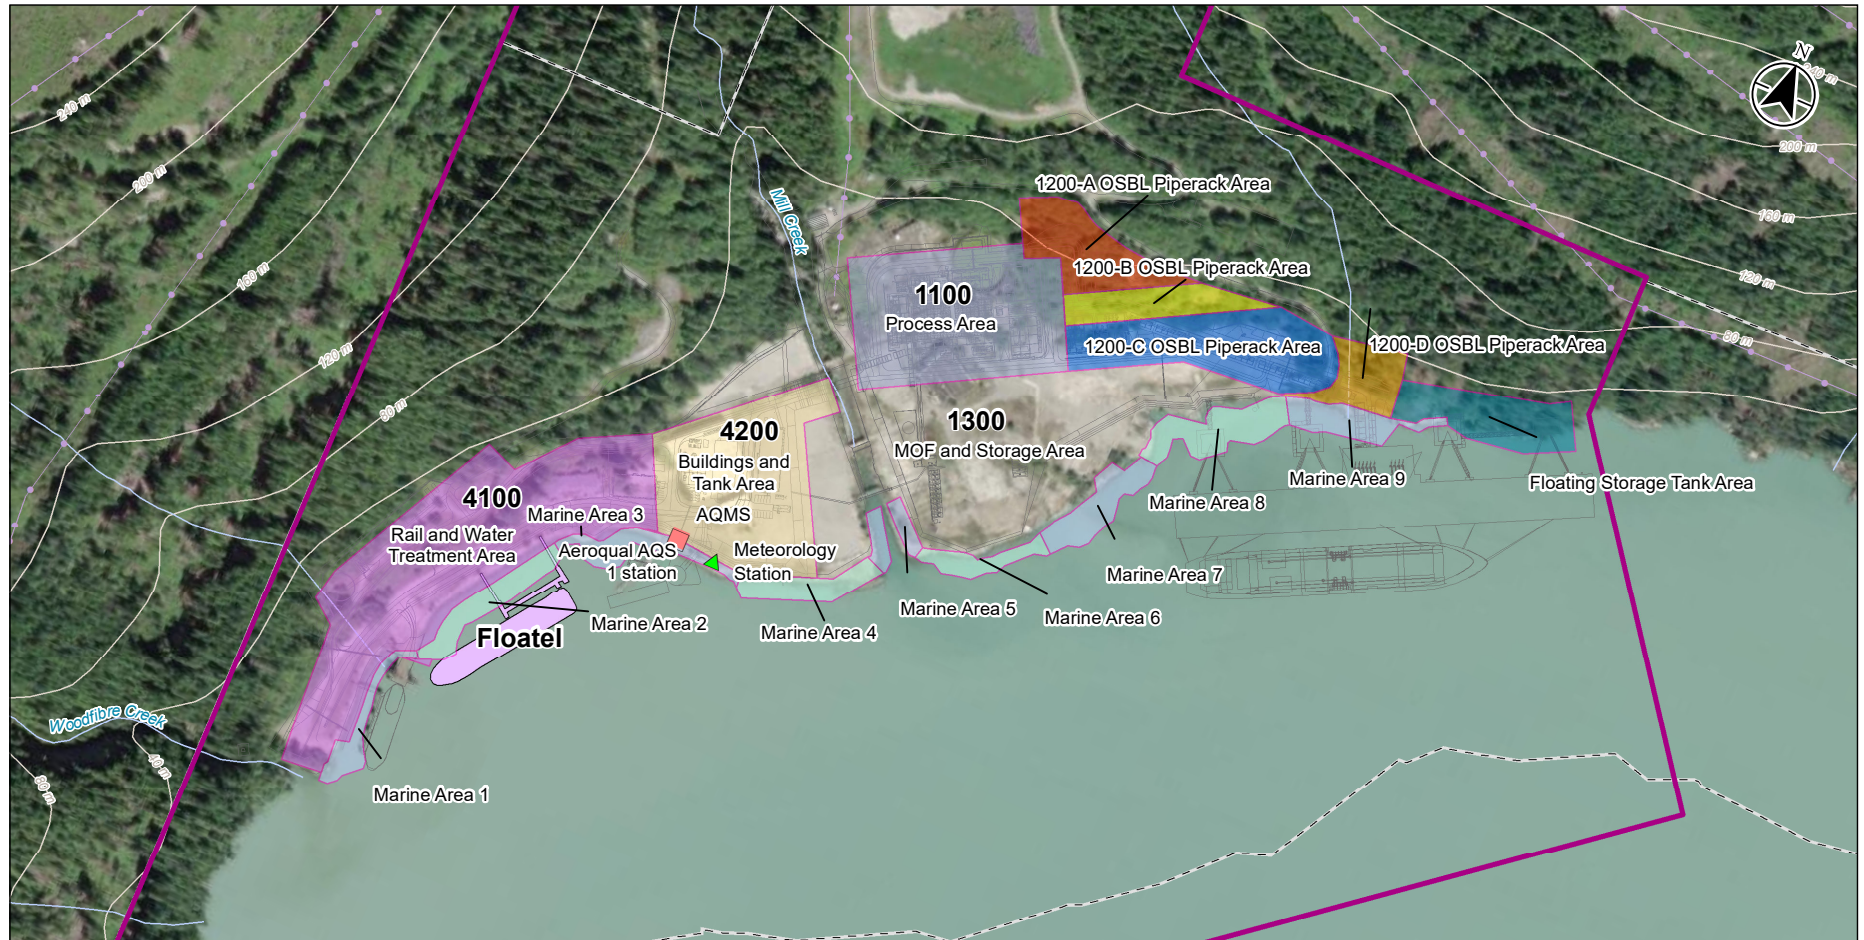 N
240 m
240 m
200 m
200 m
160 m
160 m
120 m
120 m
80 m
80 m
80 m
40 m
Mill Creek
Woodfibre Creek
1200-A OSBL Piperack Area
1200-B OSBL Piperack Area
1100
Process Area
1200-C OSBL Piperack Area
1200-D OSBL Piperack Area
1300
MOF and Storage Area
4200
Buildings and
Tank Area
AQMS
4100
Rail and Water
Treatment Area
Marine Area 3
Aeroqual AQS
1 station
Meteorology
Station
Marine Area 8
Marine Area 9
Floating Storage Tank Area
Marine Area 7
Marine Area 5
Marine Area 6
Marine Area 2
Marine Area 4
Floatel
Marine Area 1